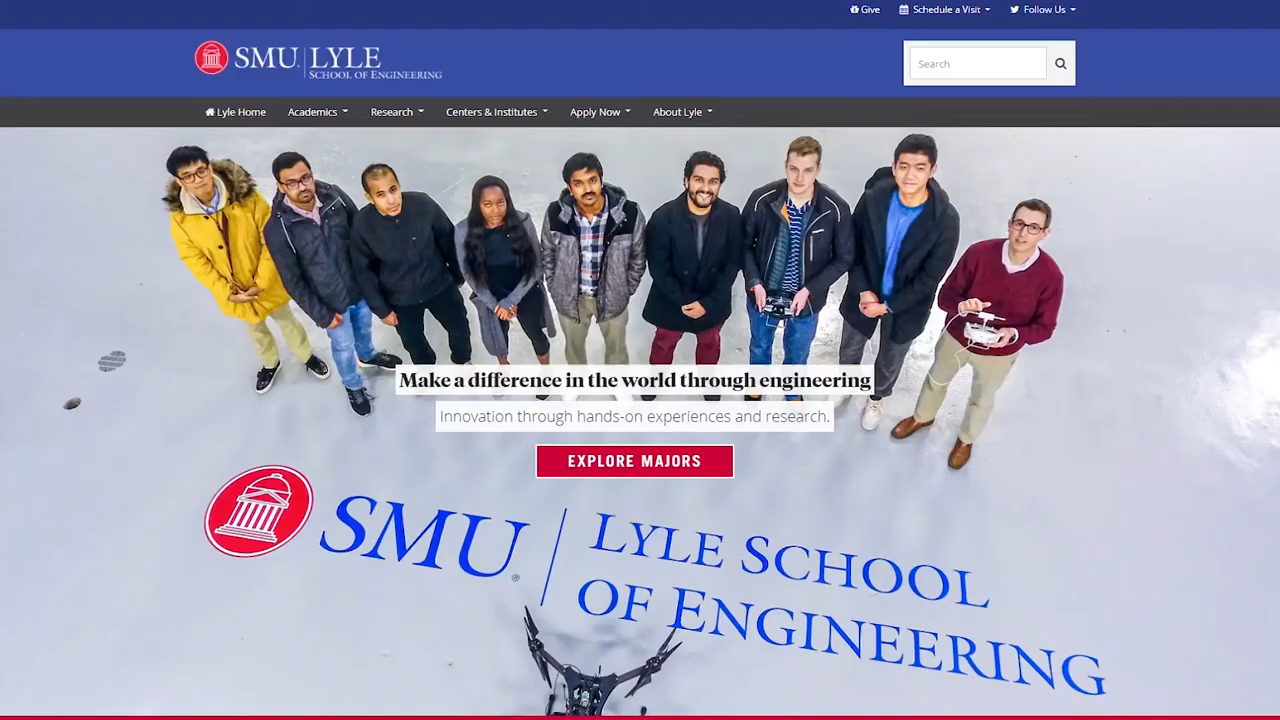 Give Schedule a Visit Follow Us
SMU® LYLE
SCHOOL OF ENGINEERING
Search
Lyle Home Academics Research Centers & Institutes Apply Now About Lyle
Make a difference in the world through engineering
Innovation through hands-on experiences and research.
EXPLORE MAJORS
SMU® LYLE SCHOOL
OF ENGINEERING